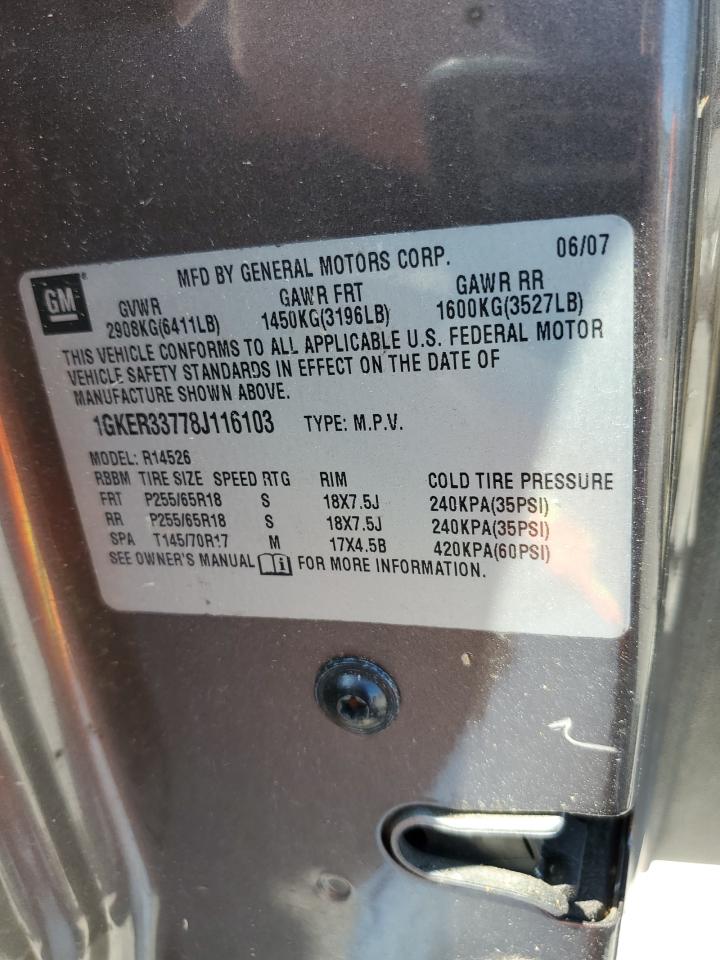 GM
MFD BY GENERAL MOTORS CORP. 06/07
GVWR GAWR FRT GAWR RR
2908KG(6411LB) 1450KG(3196LB) 1600KG(3527LB)
THIS VEHICLE CONFORMS TO ALL APPLICABLE U.S. FEDERAL MOTOR
VEHICLE SAFETY STANDARDS IN EFFECT ON THE DATE OF
MANUFACTURE SHOWN ABOVE.
1GKER33778J116103 TYPE: M.P.V.
MODEL: R14526
RBBM TIRE SIZE SPEED RTG RIM COLD TIRE PRESSURE
FRT P255/65R18 S 18X7.5J 240KPA(35PSI)
RR P255/65R18 S 18X7.5J 240KPA(35PSI)
SPA T145/70R17 M 17X4.5B 420KPA(60PSI)
SEE OWNER'S MANUAL i FOR MORE INFORMATION.